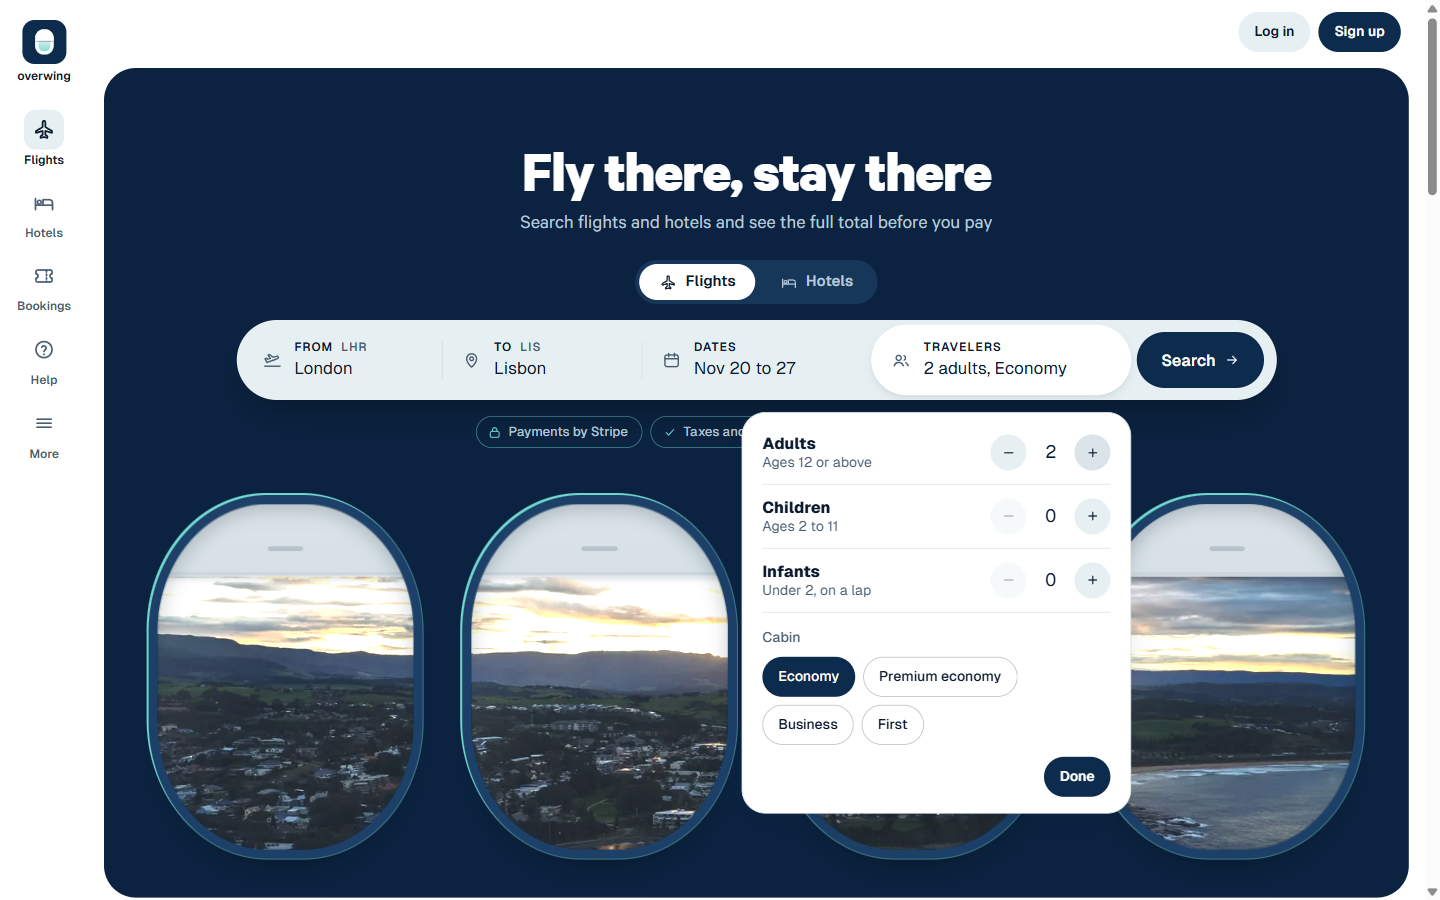 Log in
Sign up
overwing
Flights
Hotels
Bookings
Help
More
Fly there, stay there
Search flights and hotels and see the full total before you pay
Flights
Hotels
FROM LHR
London
TO LIS
Lisbon
DATES
Nov 20 to 27
TRAVELERS
2 adults, Economy
Search →
Payments by Stripe
Taxes and
Adults
Ages 12 or above
− 2 +
Children
Ages 2 to 11
− 0 +
Infants
Under 2, on a lap
− 0 +
Cabin
Economy
Premium economy
Business
First
Done